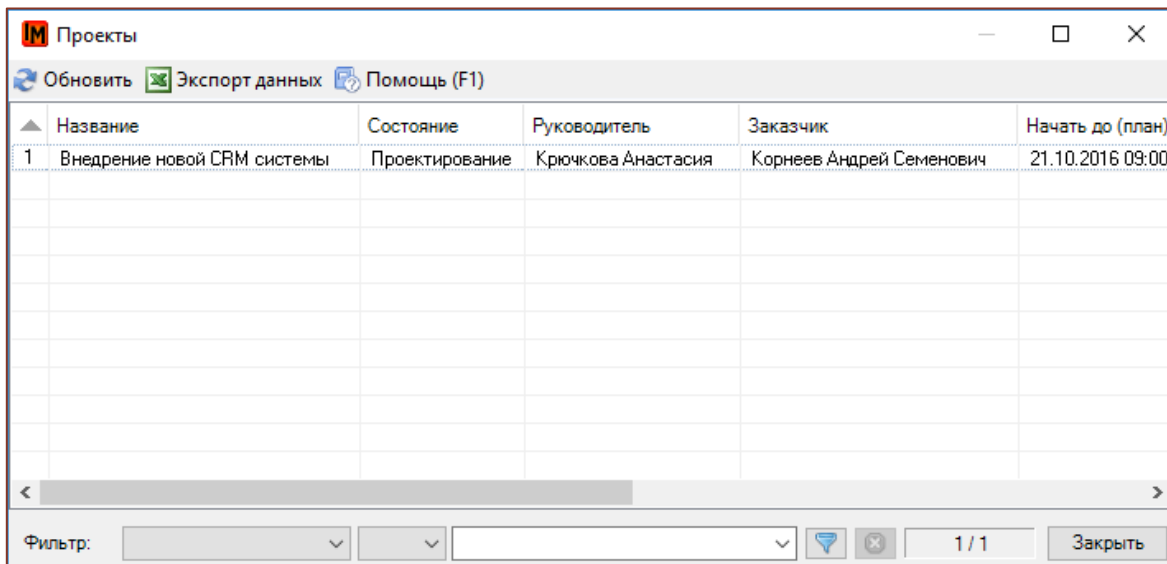 IM Проекты
Обновить Экспорт данных Помощь (F1)
Название Состояние Руководитель Заказчик Начать до (план)
1 Внедрение новой CRM системы Проектирование Крючкова Анастасия Корнеев Андрей Семенович 21.10.2016 09:00
Фильтр: 1 / 1 Закрыть